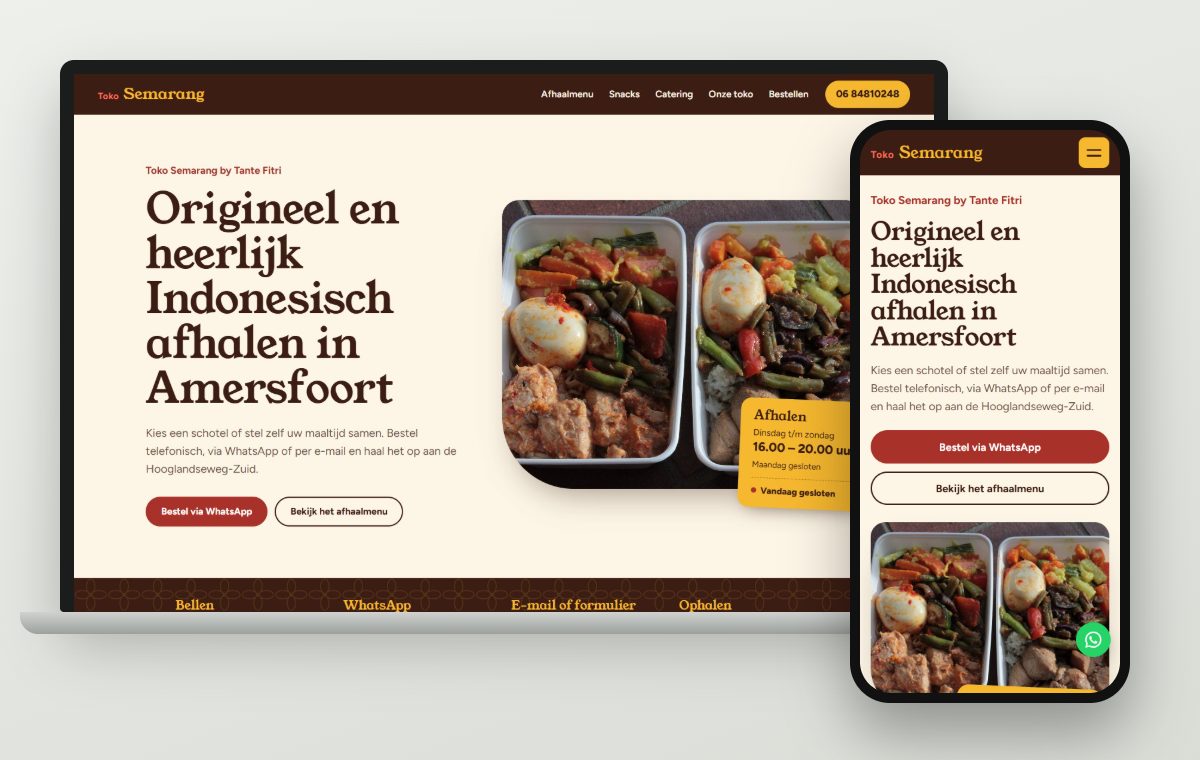 Toko Semarang
Afhaalmenu Snacks Catering Onze toko Bestellen 06 84810248
Toko Semarang by Tante Fitri
Origineel en
heerlijk
Indonesisch
afhalen in
Amersfoort
Kies een schotel of stel zelf uw maaltijd samen. Bestel
telefonisch, via WhatsApp of per e-mail en haal het op aan de
Hooglandseweg-Zuid.
Bestel via WhatsApp Bekijk het afhaalmenu
Afhalen
Dinsdag t/m zondag
16.00 – 20.00 uu
Maandag gesloten
Vandaag gesloten
Bellen WhatsApp E-mail of formulier Ophalen
Toko Semarang
Toko Semarang by Tante Fitri
Origineel en
heerlijk
Indonesisch
afhalen in
Amersfoort
Kies een schotel of stel zelf uw maaltijd samen.
Bestel telefonisch, via WhatsApp of per e-mail
en haal het op aan de Hooglandseweg-Zuid.
Bestel via WhatsApp
Bekijk het afhaalmenu